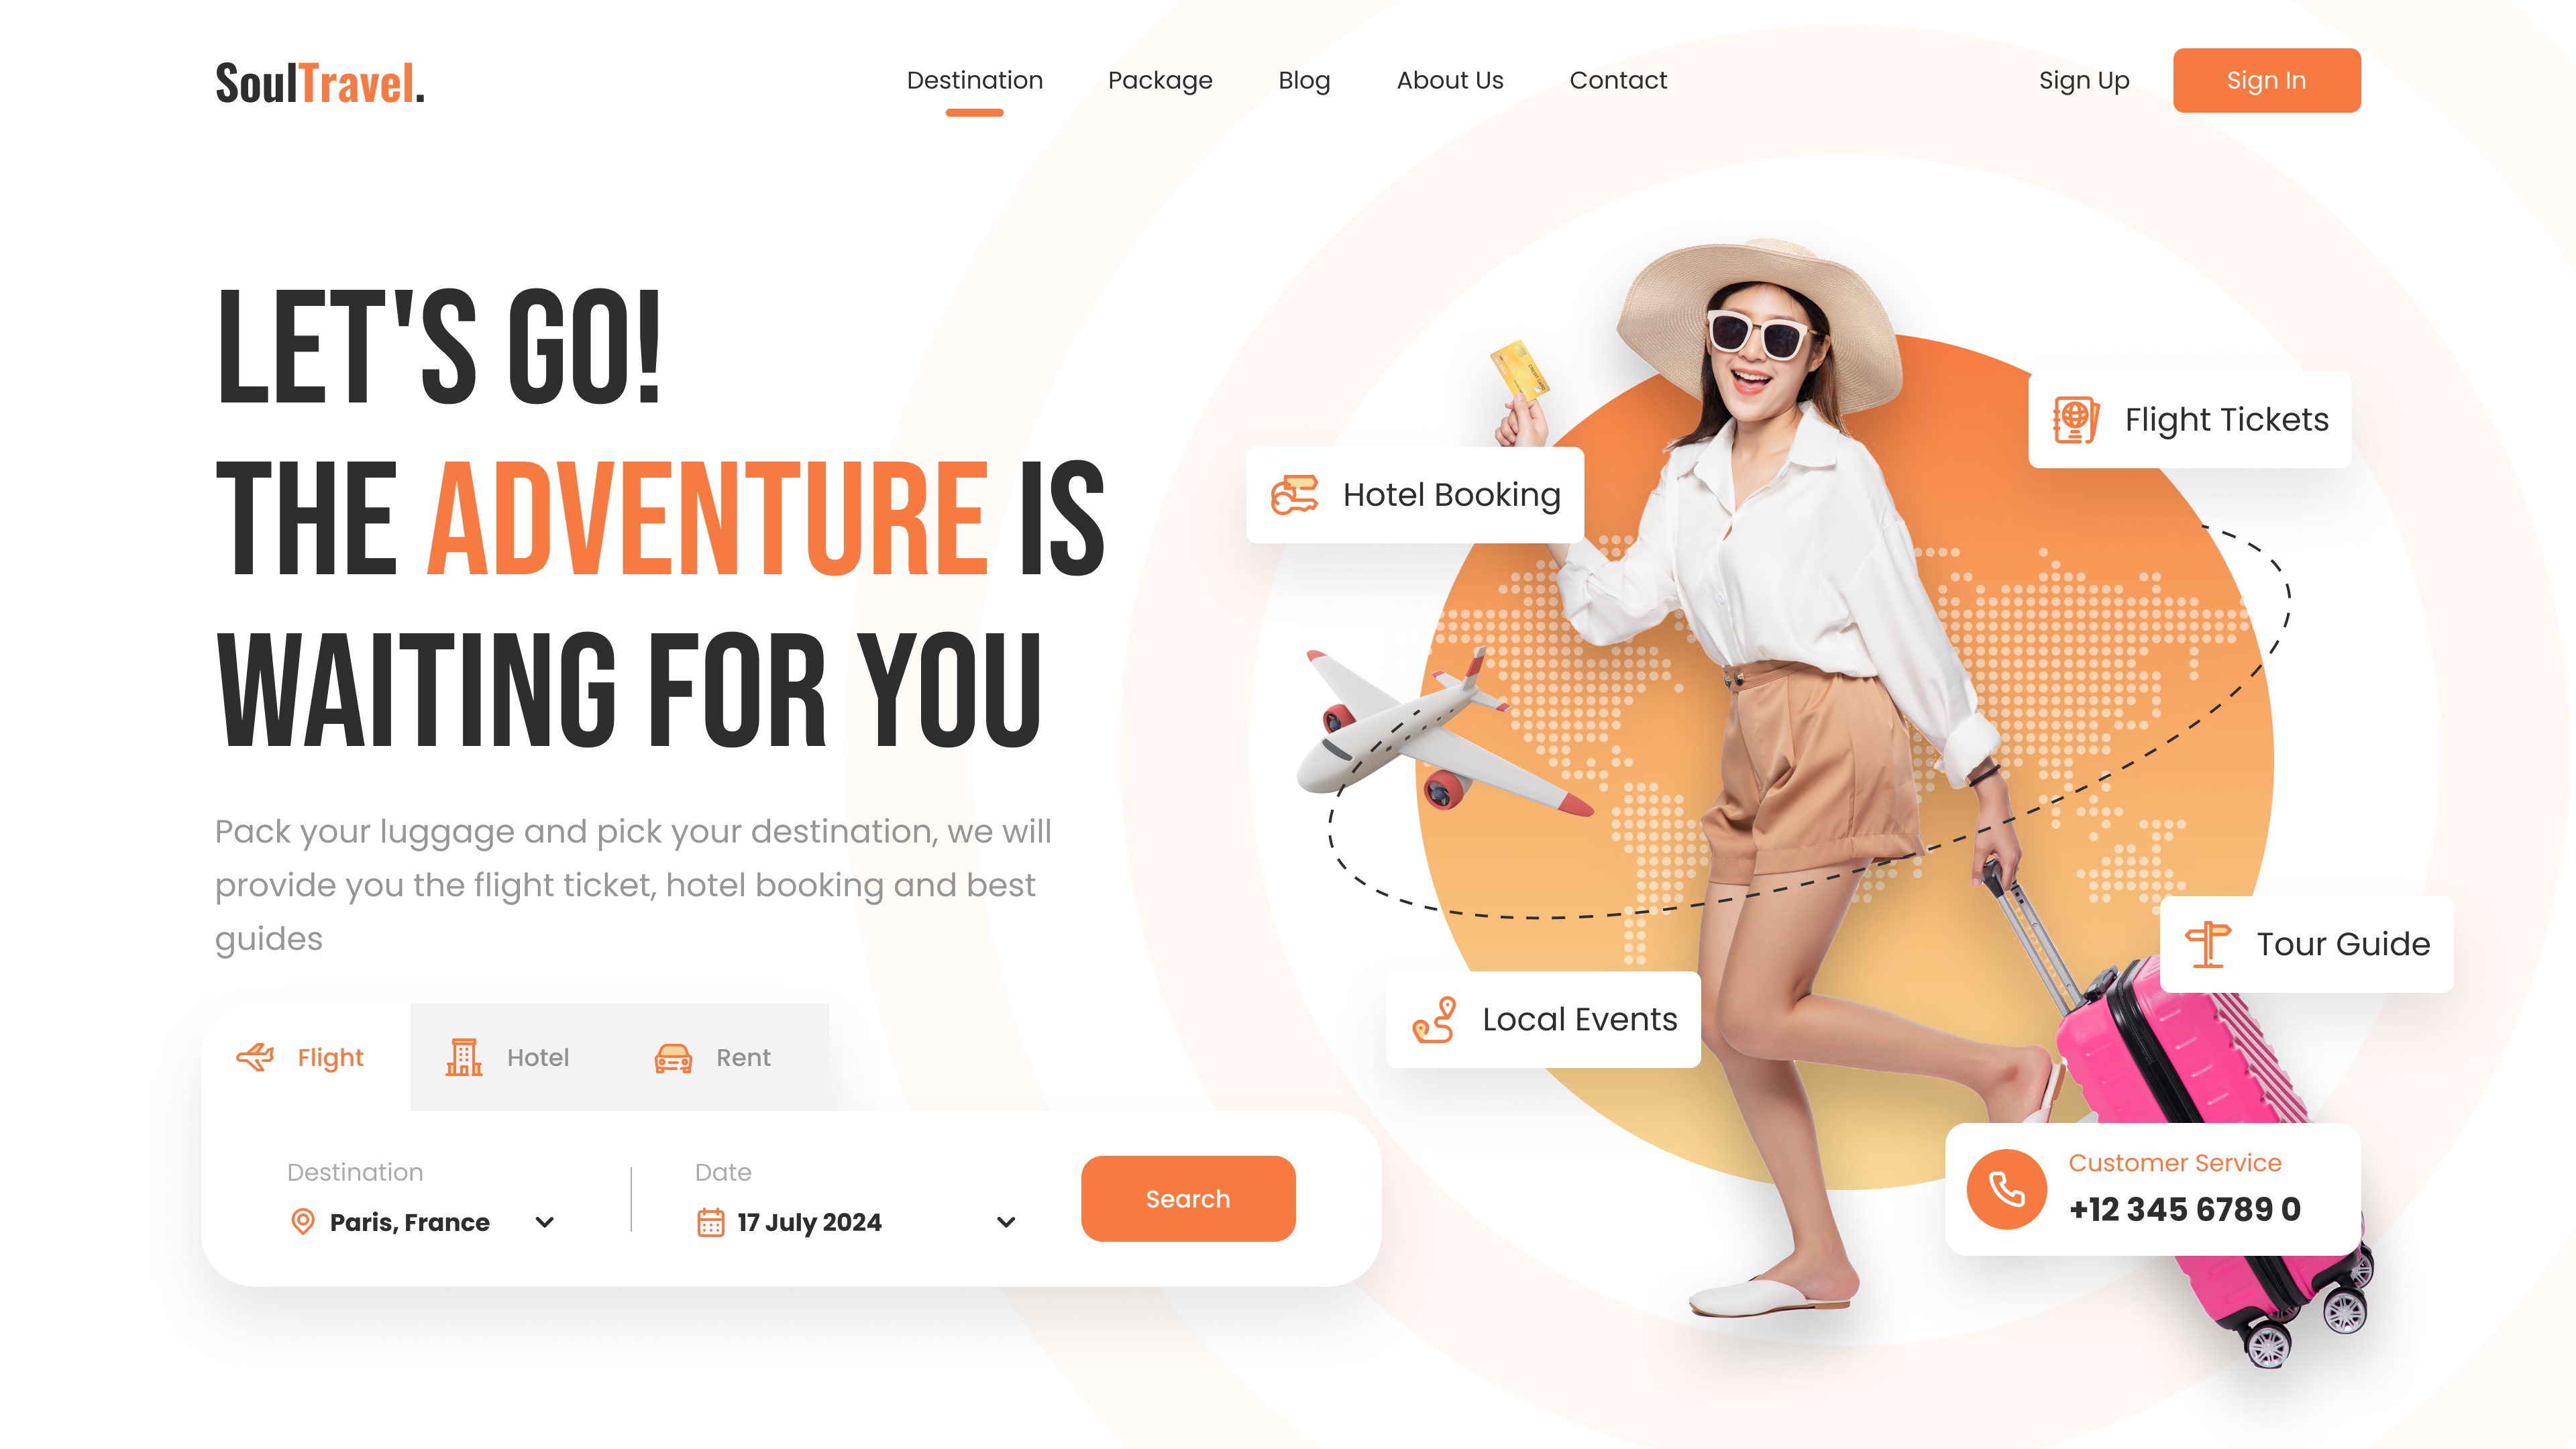 SoulTravel.
Destination
Package
Blog
About Us
Contact
Sign Up
Sign In
LET'S GO!
THE ADVENTURE IS
WAITING FOR YOU
Pack your luggage and pick your destination, we will
provide you the flight ticket, hotel booking and best
guides
Flight
Hotel
Rent
Destination
Paris, France
Date
17 July 2024
Search
Hotel Booking
Flight Tickets
Local Events
Tour Guide
Customer Service
+12 345 6789 0